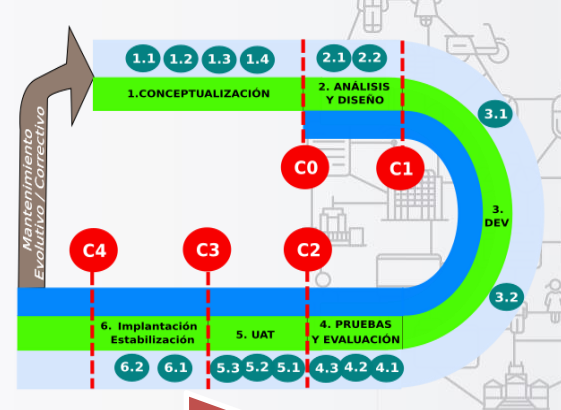 1.1 1.2 1.3 1.4 2.1 2.2
1.CONCEPTUALIZACIÓN
2. ANÁLISIS
Y DISEÑO
3.1
C0 C1
3.
DEV
3.2
Mantenimiento
Evolutivo / Correctivo
C4 C3 C2
6. Implantación
Estabilización
5. UAT
4. PRUEBAS
Y EVALUACIÓN
6.2 6.1 5.3 5.2 5.1 4.3 4.2 4.1